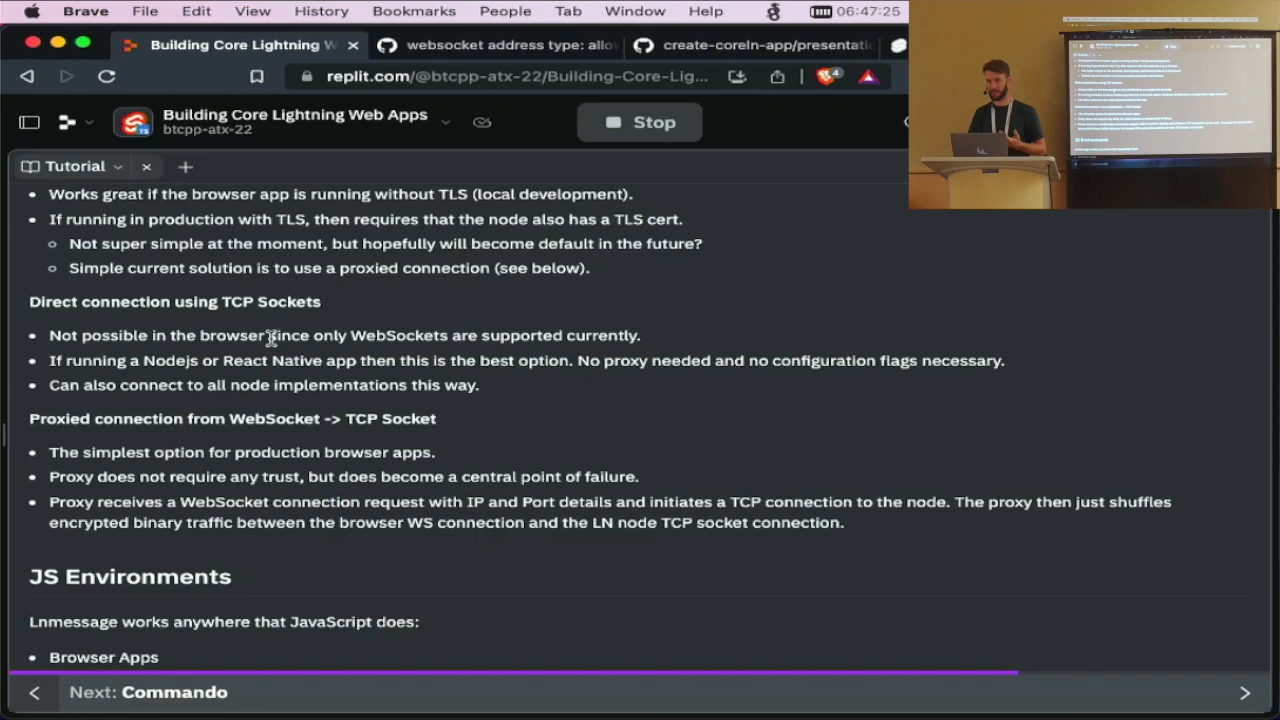 Brave File Edit View History Bookmarks People Tab Window Help 06:47:25
Building Core Lightning W
websocket address type: allo
create-coreln-app/presentati
replit.com/@btcpp-atx-22/Building-Core-Lig...
4
Building Core Lightning Web Apps
btcpp-atx-22
Stop
Tutorial
Works great if the browser app is running without TLS (local development).
If running in production with TLS, then requires that the node also has a TLS cert.
Not super simple at the moment, but hopefully will become default in the future?
Simple current solution is to use a proxied connection (see below).
Direct connection using TCP Sockets
Not possible in the browser since only WebSockets are supported currently.
If running a Nodejs or React Native app then this is the best option. No proxy needed and no configuration flags necessary.
Can also connect to all node implementations this way.
Proxied connection from WebSocket -> TCP Socket
The simplest option for production browser apps.
Proxy does not require any trust, but does become a central point of failure.
Proxy receives a WebSocket connection request with IP and Port details and initiates a TCP connection to the node. The proxy then just shuffles
encrypted binary traffic between the browser WS connection and the LN node TCP socket connection.
JS Environments
Lnmessage works anywhere that JavaScript does:
Browser Apps
Next: Commando